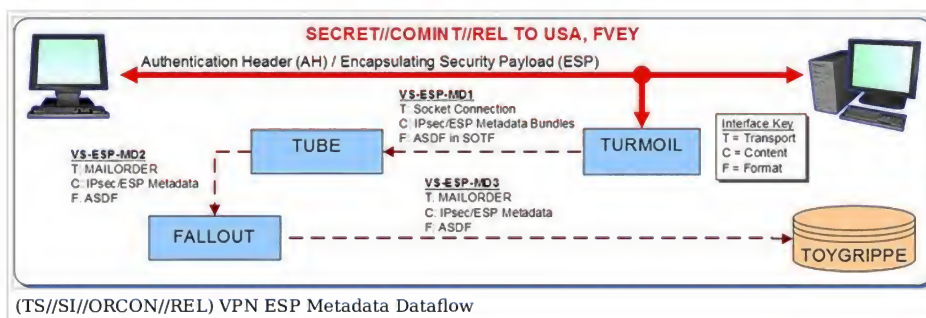 SECRET//COMINT//REL TO USA, FVEY
Authentication Header (AH) / Encapsulating Security Payload (ESP)
VS-ESP-MD1
T: Socket Connection
C: IPsec/ESP Metadata Bundles
F: ASDF in SOTF
TUBE
TURMOIL
Interface Key
T = Transport
C = Content
F = Format
VS-ESP-MD2
T: MAILORDER
C: IPsec/ESP Metadata
F: ASDF
VS-ESP-MD3
T: MAILORDER
C: IPsec/ESP Metadata
F: ASDF
FALLOUT
TOYGRIPPE
(TS//SI//ORCON//REL) VPN ESP Metadata Dataflow